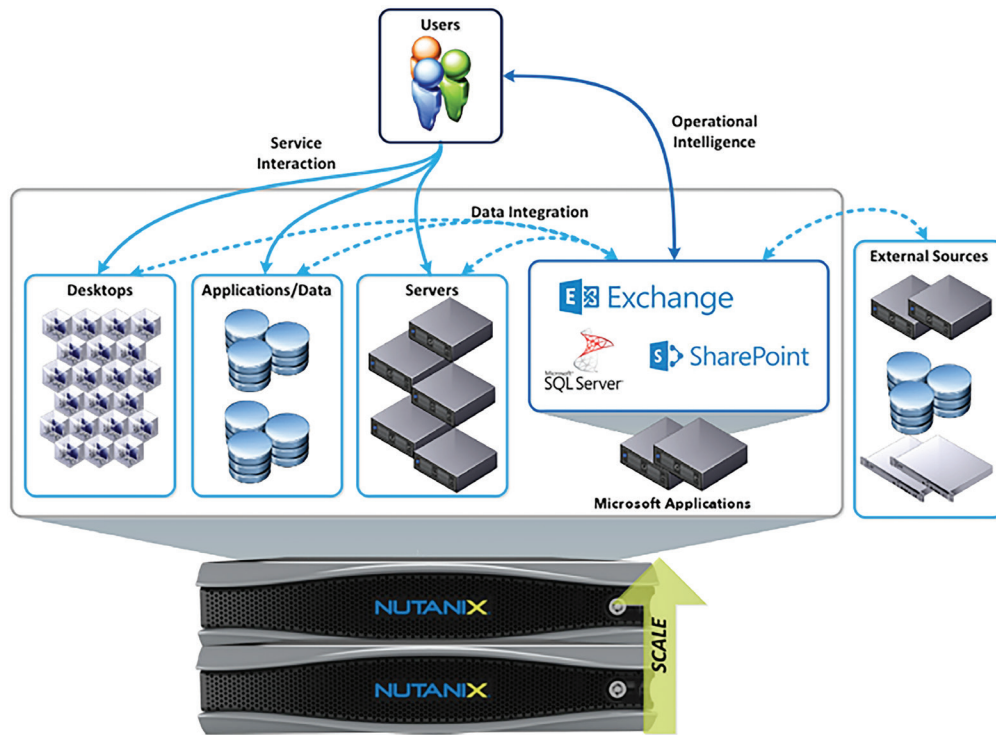 Users
Service
Interaction
Operational
Intelligence
Data Integration
Desktops
Applications/Data
Servers
External Sources
E Exchange
Microsoft
SQL Server
S SharePoint
Microsoft Applications
NUTANIX
NUTANIX
SCALE